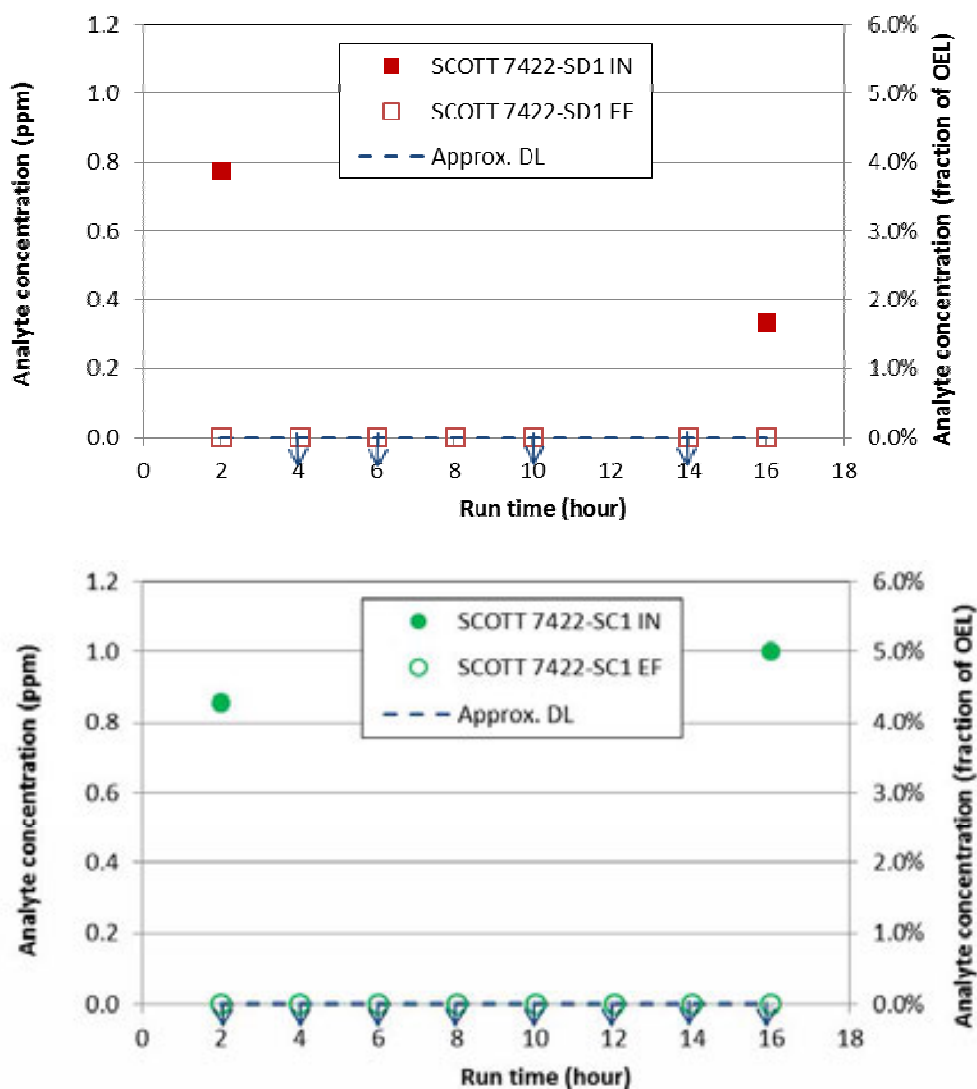 1.2
1.0
0.8
0.6
0.4
0.2
0.0
Analyte concentration (ppm)
SCOTT 7422-SD1 IN
SCOTT 7422-SD1 EF
Approx. DL
6.0%
5.0%
4.0%
3.0%
2.0%
1.0%
0.0%
Analyte concentration (fraction of OEL)
0 2 4 6 8 10 12 14 16 18
Run time (hour)
1.2
1.0
0.8
0.6
0.4
0.2
0.0
Analyte concentration (ppm)
SCOTT 7422-SC1 IN
SCOTT 7422-SC1 EF
Approx. DL
6.0%
5.0%
4.0%
3.0%
2.0%
1.0%
0.0%
Analyte concentration (fraction of OEL)
0 2 4 6 8 10 12 14 16 18
Run time (hour)